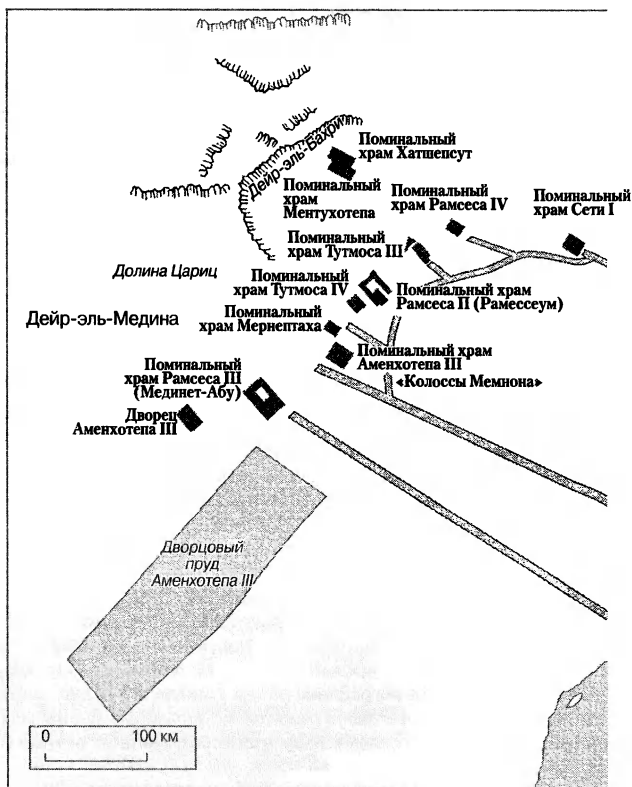 Дейр-эль-Бахри
Поминальный
храм Хатшепсут
Поминальный
храм
Ментухотепа
Поминальный
храм Рамсеса IV
Поминальный
храм Сети I
Поминальный
храм Тутмоса III
Долина Цариц
Поминальный
храм Тутмоса IV
Поминальный храм
Рамсеса II (Рамессеум)
Дейр-эль-Медина
Поминальный
храм Мернептаха
Поминальный храм
Аменхотепа III
«Колоссы Мемнона»
Поминальный
храм Рамсеса III
(Мединет-Абу)
Дворец
Аменхотепа III
Дворцовый
пруд
Аменхотепа III
0 100 км